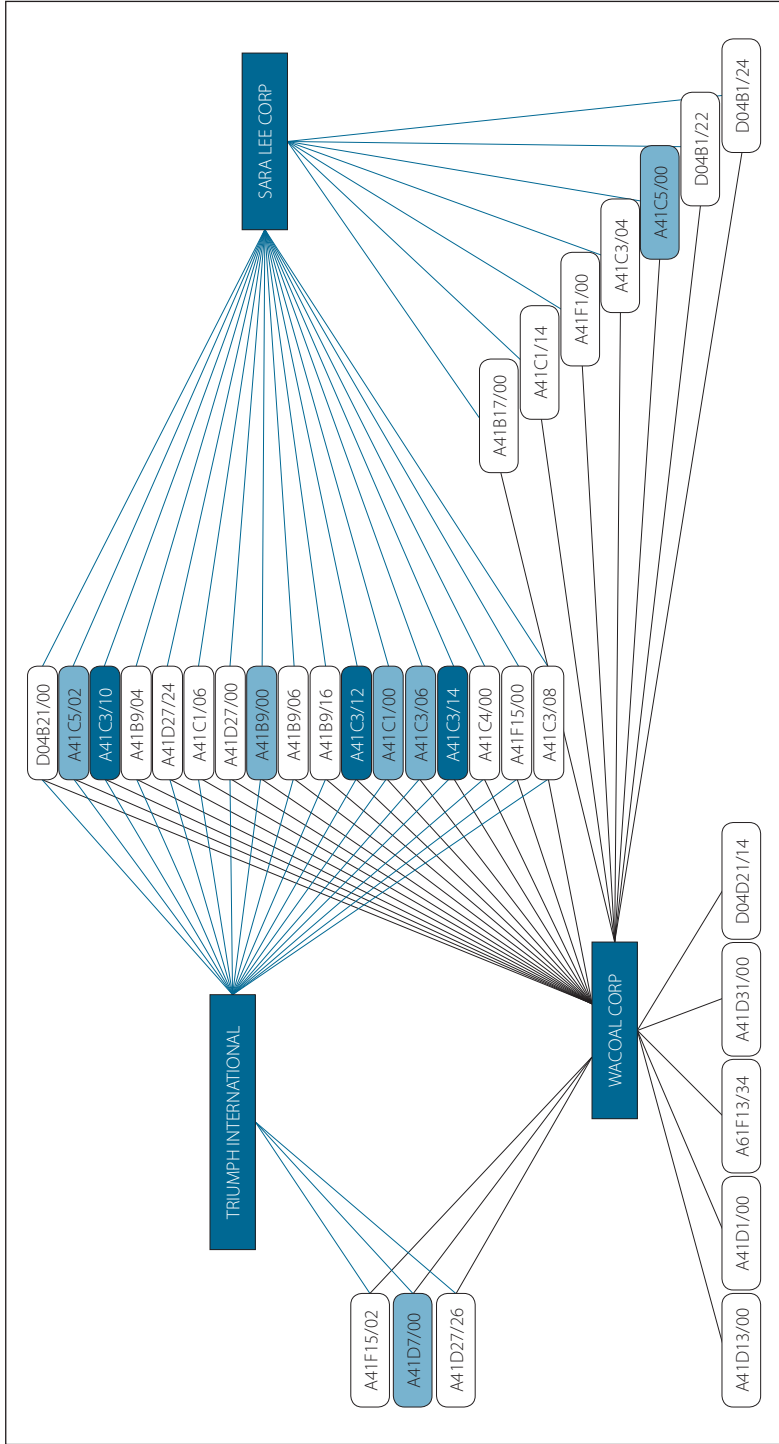 SARA LEE CORP
TRIUMPH INTERNATIONAL
WACOAL CORP
D04B21/00
A41C5/02
A41C3/10
A41B9/04
A41D27/24
A41C1/06
A41D27/00
A41B9/00
A41B9/06
A41B9/16
A41C3/12
A41C1/00
A41C3/06
A41C3/14
A41C4/00
A41F15/00
A41C3/08
A41B17/00
A41C1/14
A41F1/00
A41C3/04
A41C5/00
D04B1/22
D04B1/24
A41F15/02
A41D7/00
A41D27/26
A41D13/00
A41D1/00
A61F13/34
A41D31/00
D04D21/14